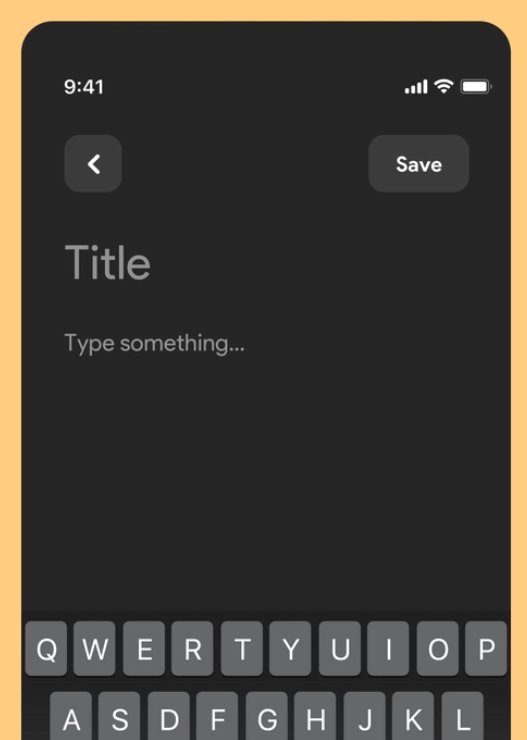 9:41
Save
Title
Type something...
Q W E R T Y U I O P
A S D F G H J K L